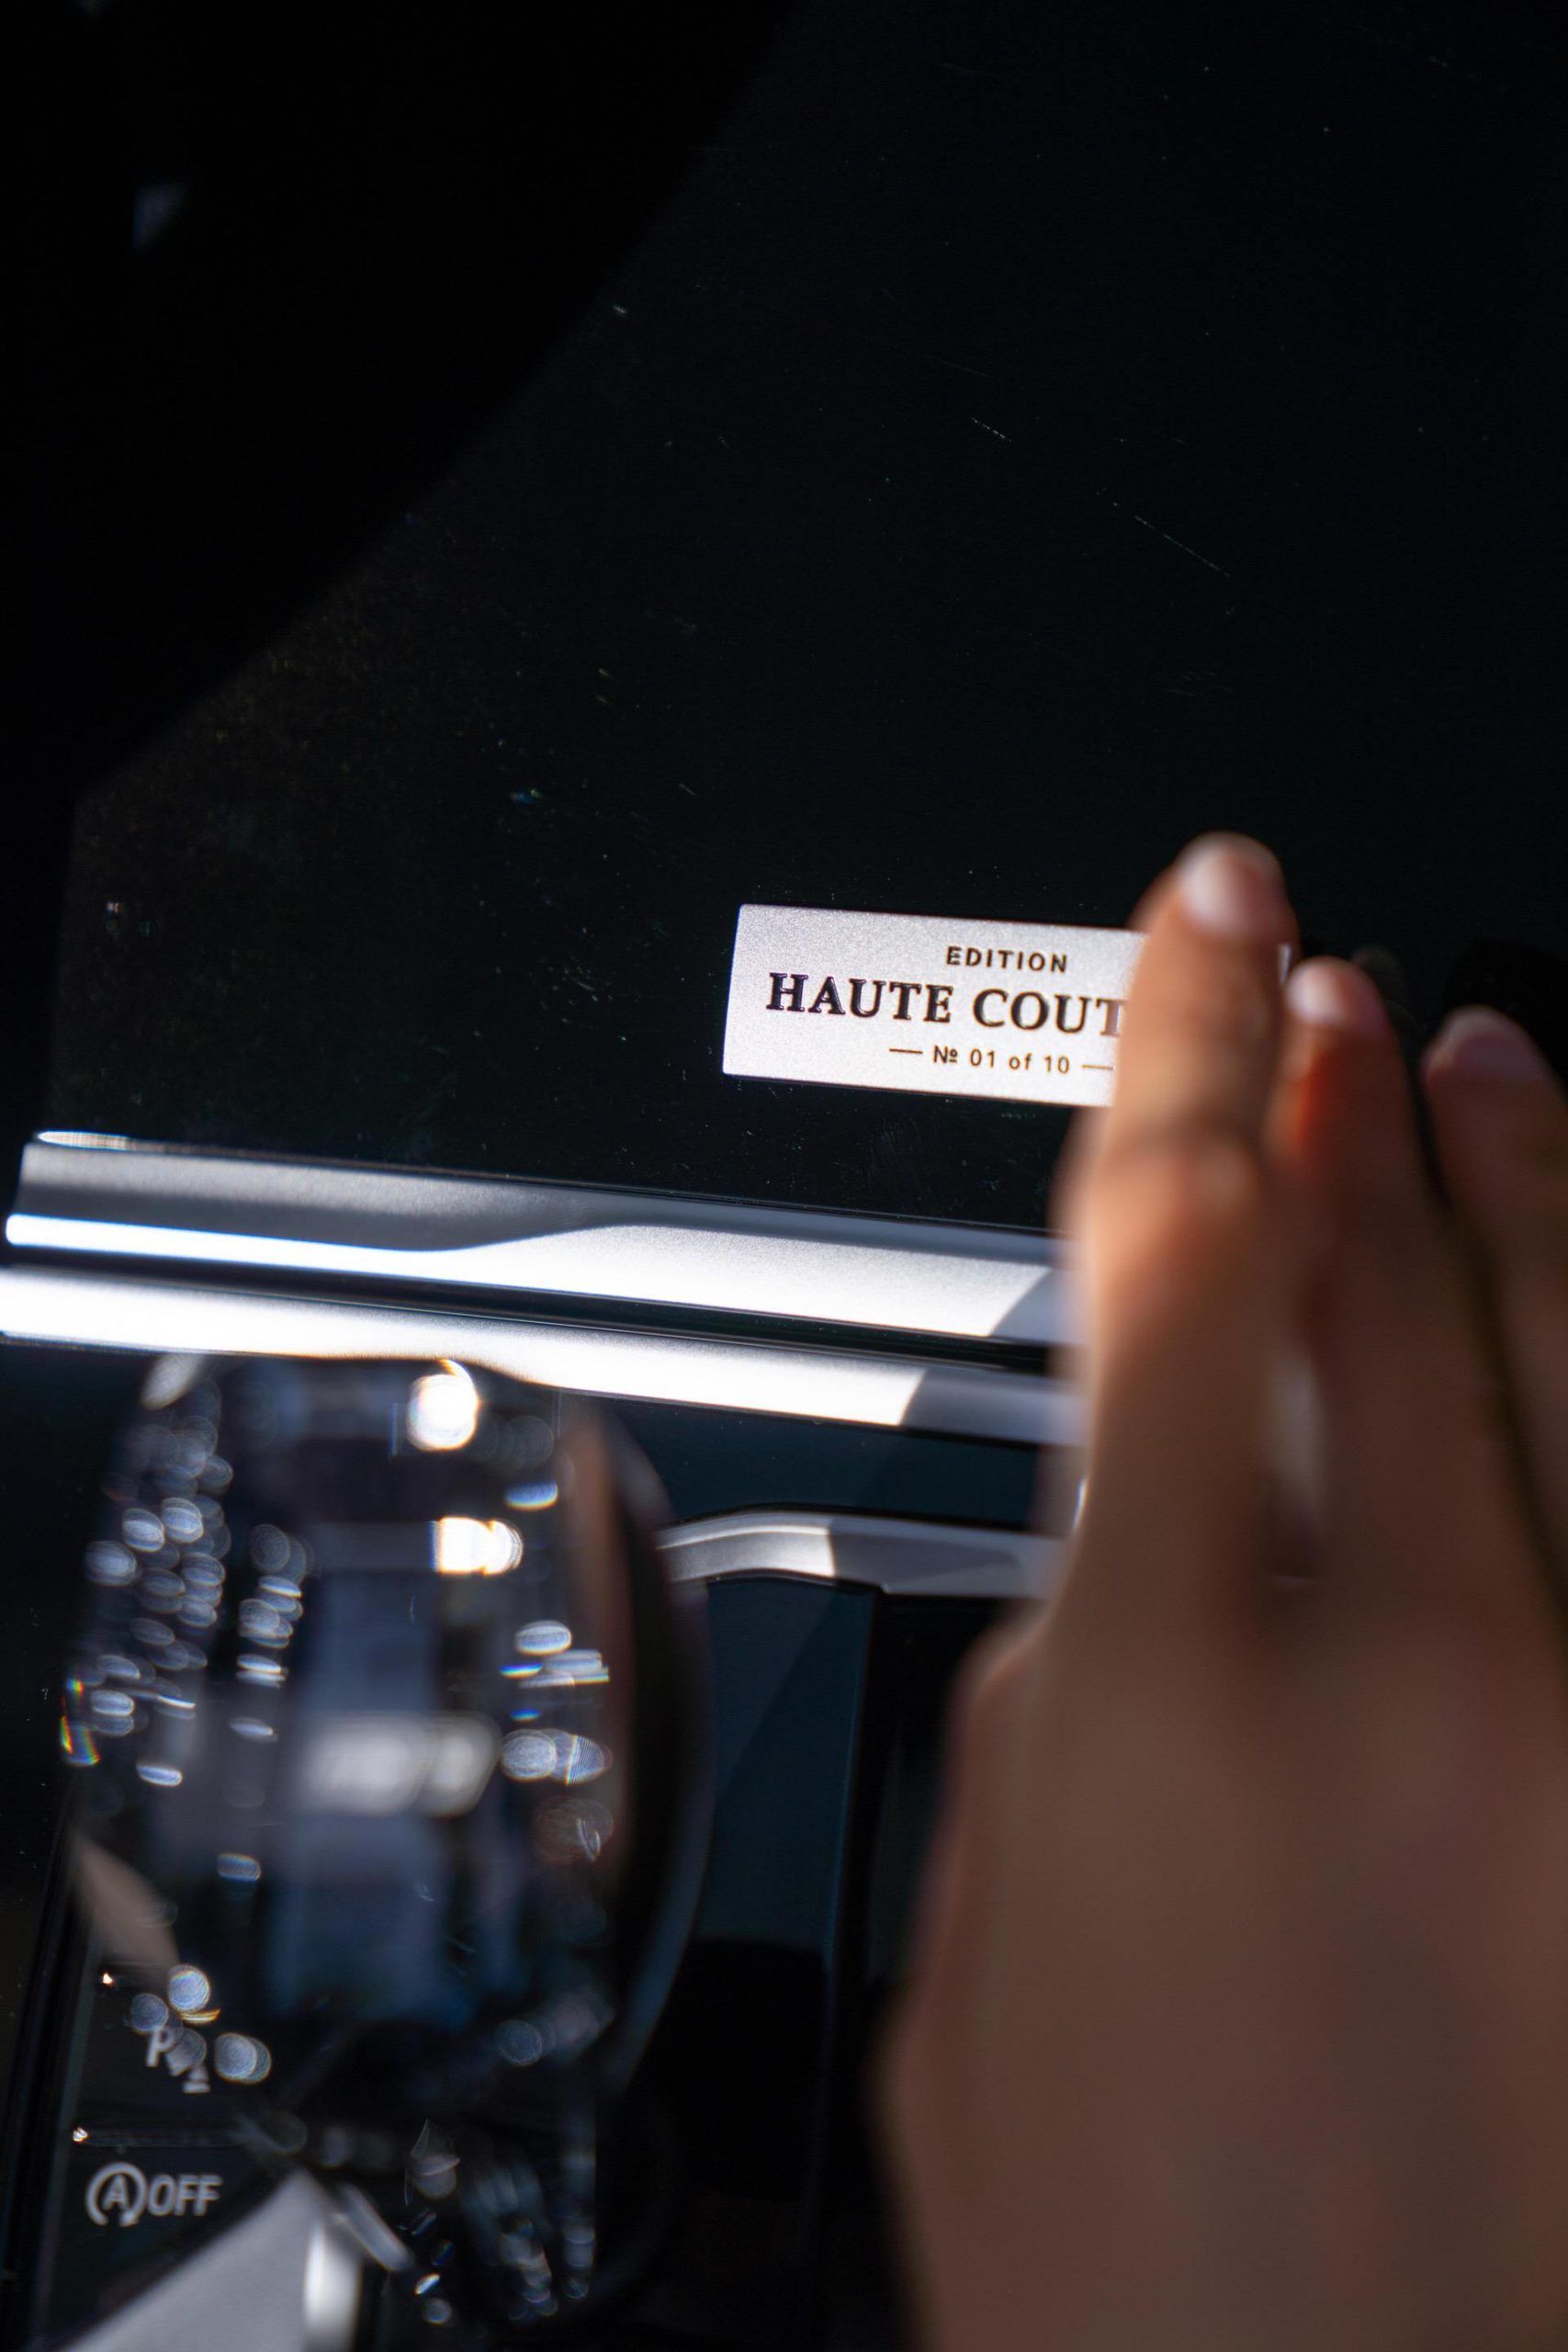 EDITION
HAUTE COUT
— № 01 of 10 —
P
A OFF